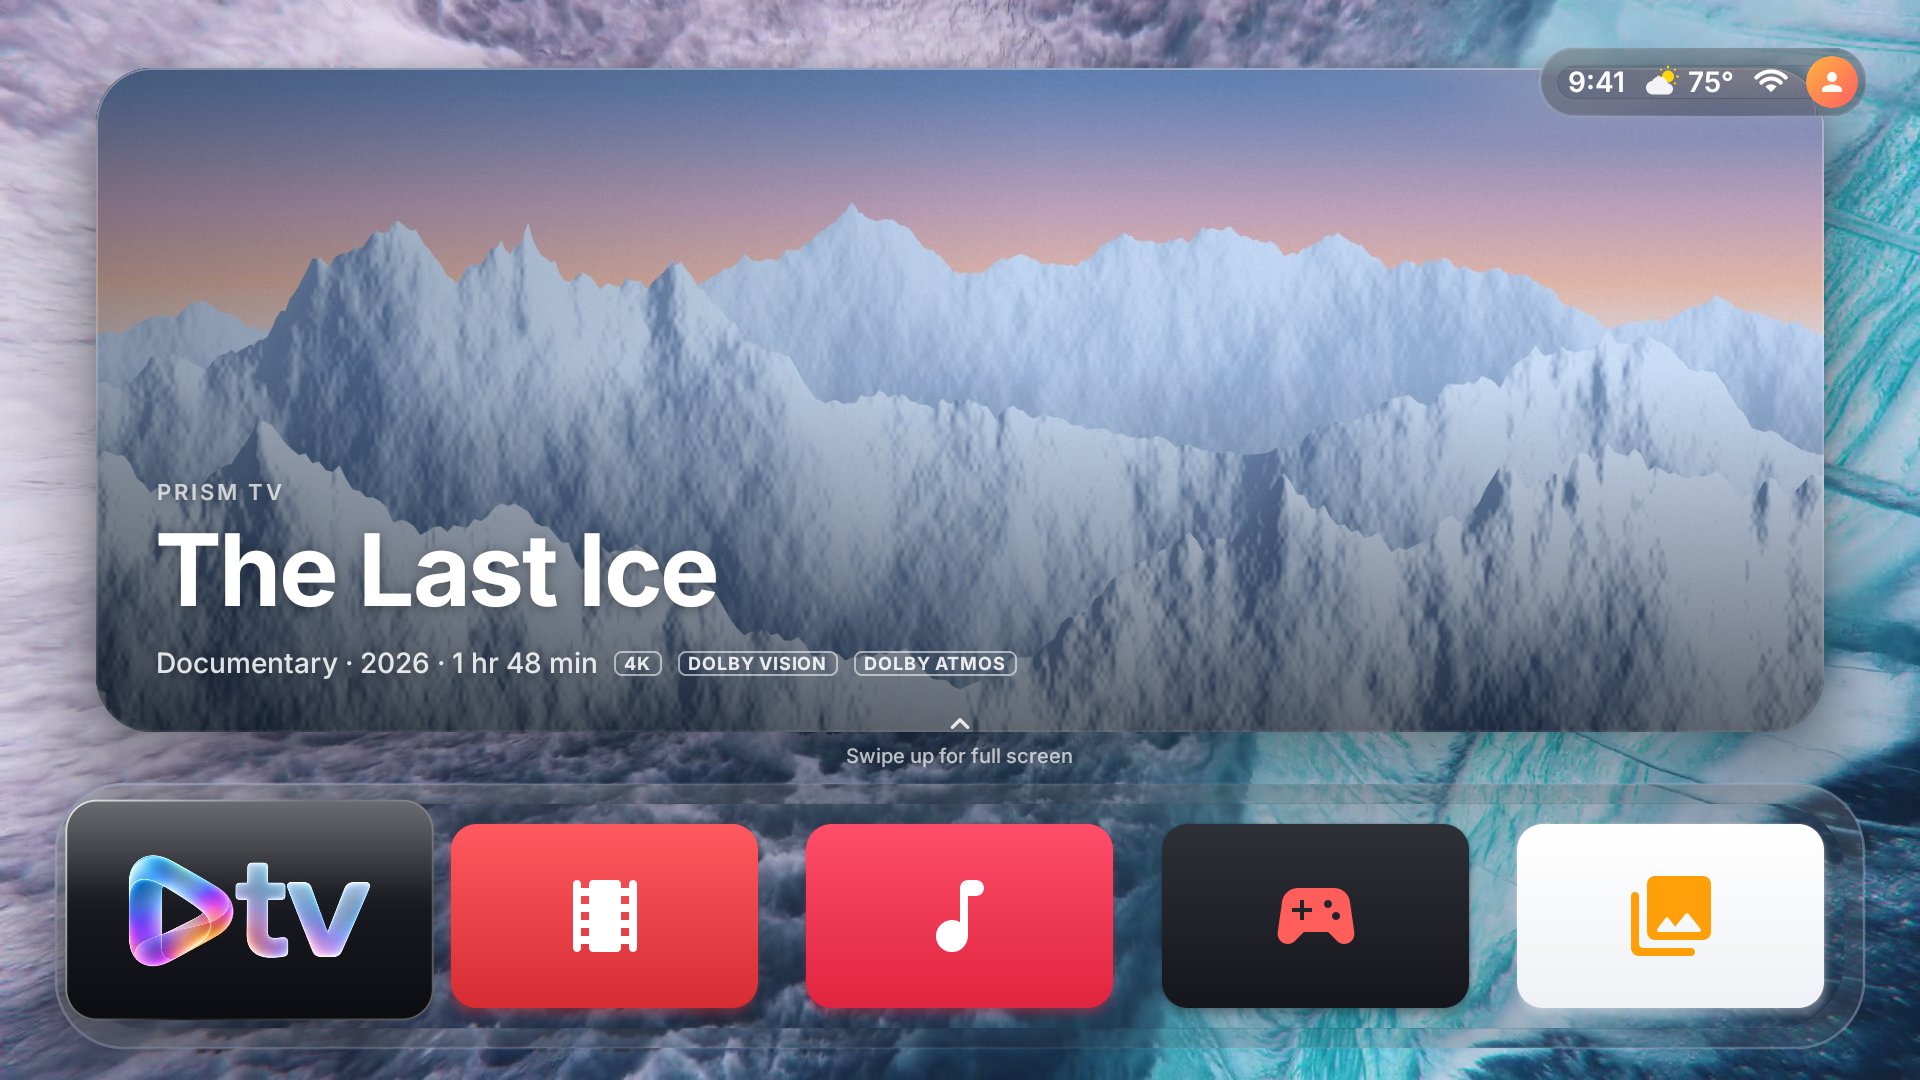 9:41 75°
PRISM TV
The Last Ice
Documentary · 2026 · 1 hr 48 min 4K DOLBY VISION DOLBY ATMOS
Swipe up for full screen
tv